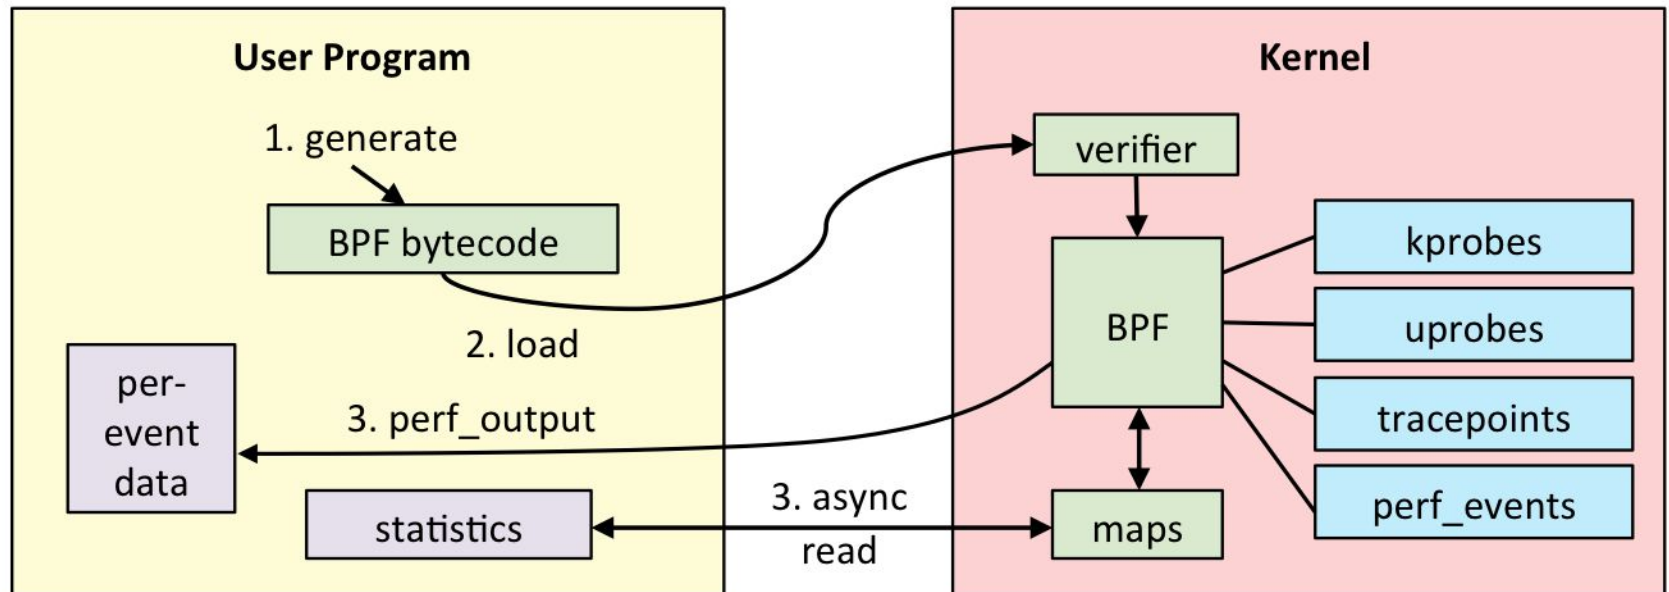 User Program
1. generate
BPF bytecode
2. load
per-
event
data
3. perf_output
statistics
3. async
read
Kernel
verifier
BPF
maps
kprobes
uprobes
tracepoints
perf_events